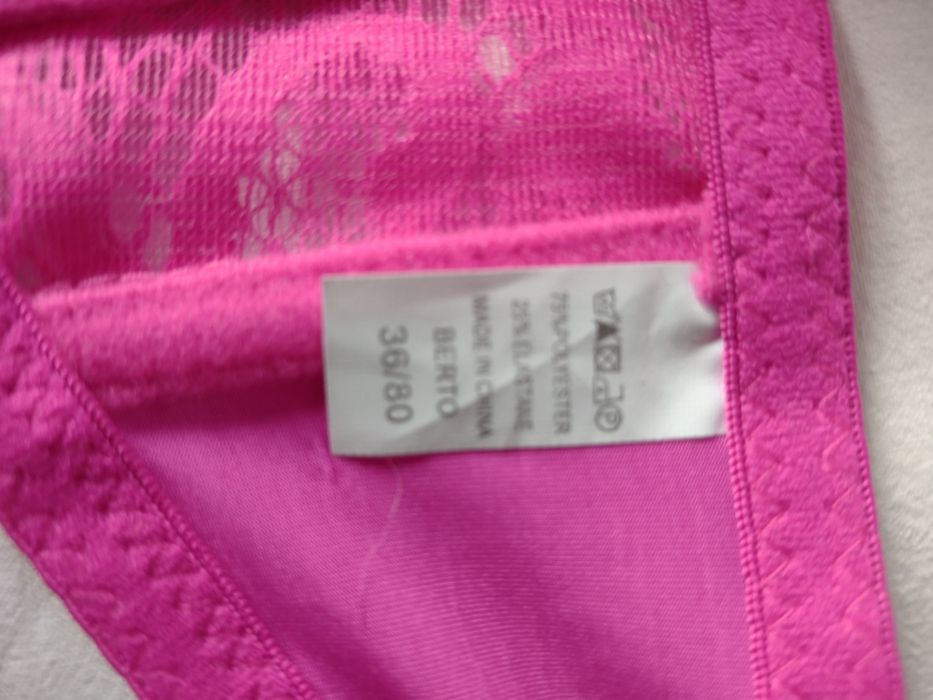 75%POLYESTER
25%ELASTANE
MADE IN CHINA
BERTO
36/80